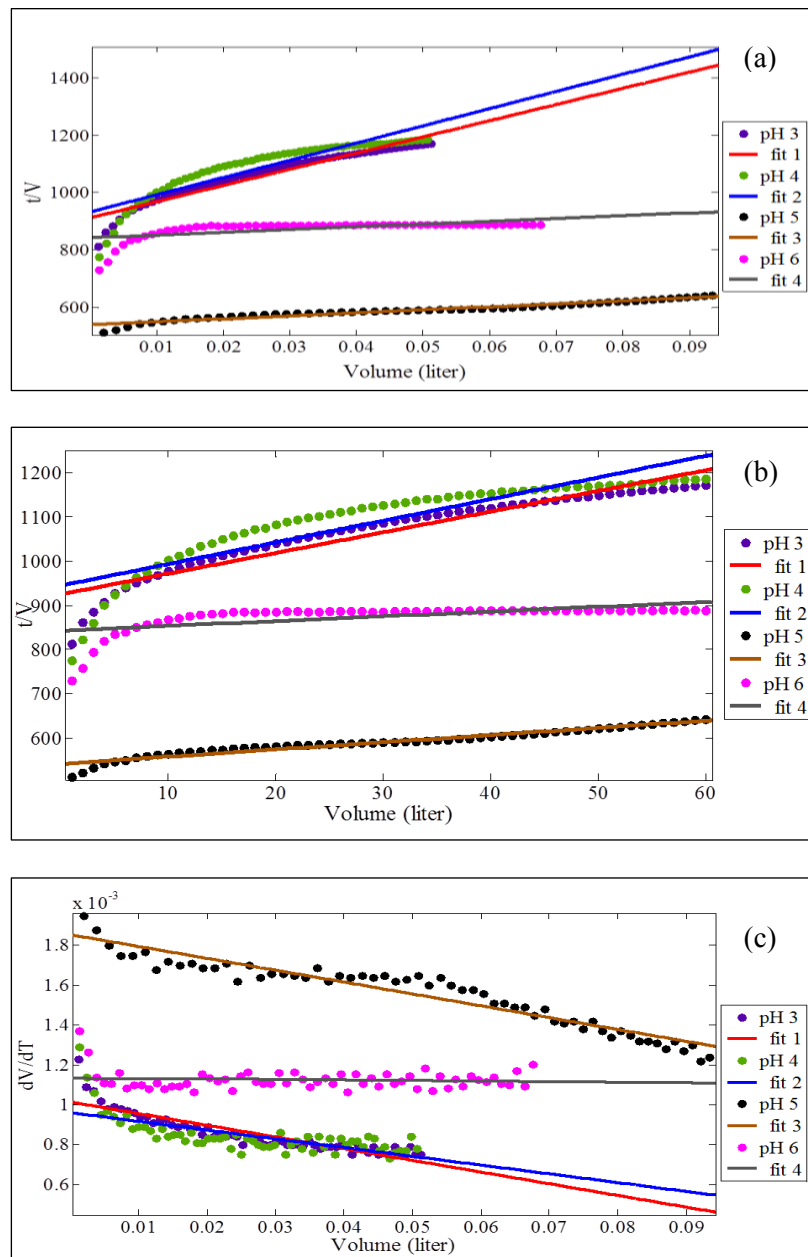 (a)
t/V
1400
1200
1000
800
600
0.01 0.02 0.03 0.04 0.05 0.06 0.07 0.08 0.09
Volume (liter)
pH 3
fit 1
pH 4
fit 2
pH 5
fit 3
pH 6
fit 4
(b)
t/V
1200
1100
1000
900
800
700
600
10 20 30 40 50 60
Volume (liter)
pH 3
fit 1
pH 4
fit 2
pH 5
fit 3
pH 6
fit 4
(c)
x 10-3
dV/dT
1.8
1.6
1.4
1.2
1
0.8
0.6
0.01 0.02 0.03 0.04 0.05 0.06 0.07 0.08 0.09
Volume (liter)
pH 3
fit 1
pH 4
fit 2
pH 5
fit 3
pH 6
fit 4